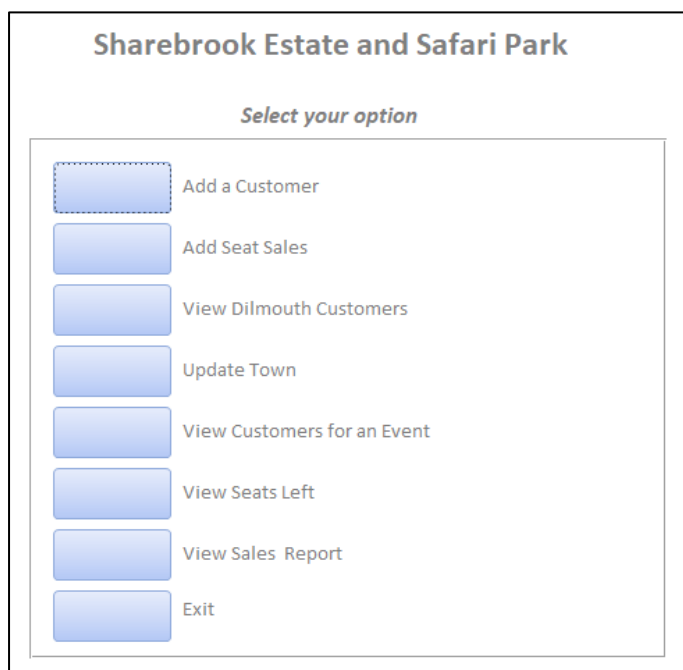 Sharebrook Estate and Safari Park
Select your option
Add a Customer
Add Seat Sales
View Dilmouth Customers
Update Town
View Customers for an Event
View Seats Left
View Sales  Report
Exit